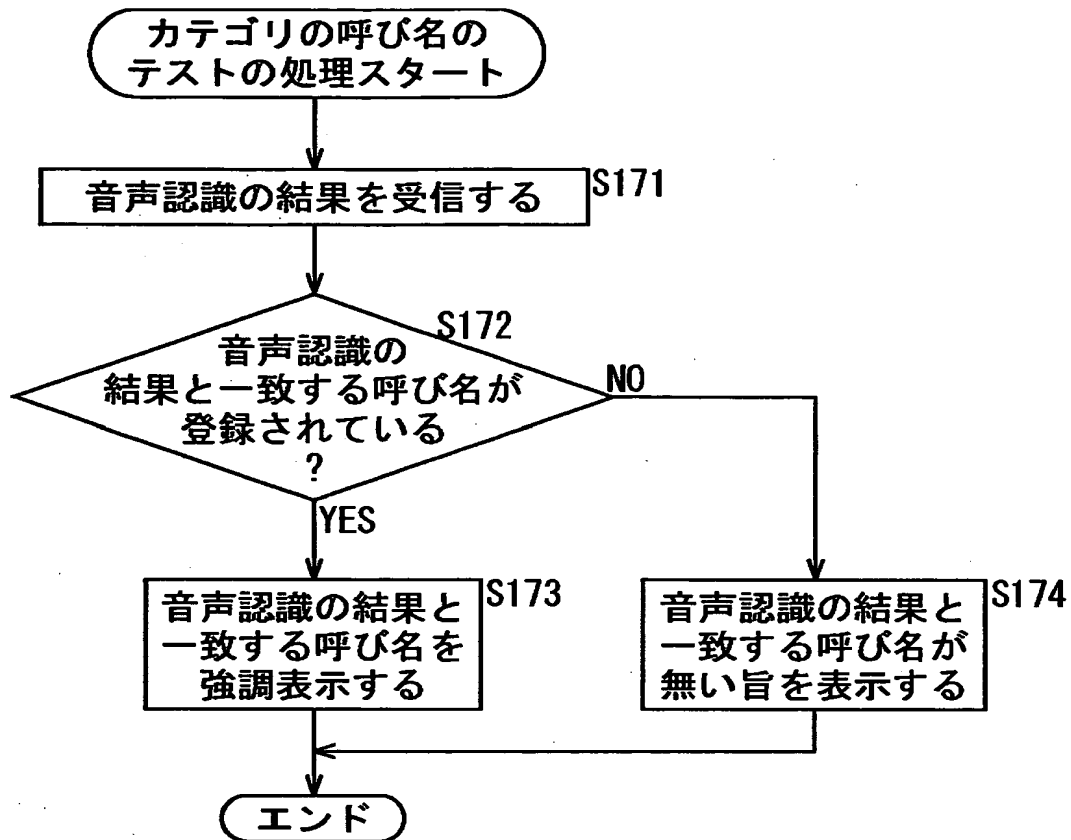 カテゴリの呼び名の
テストの処理スタート
音声認識の結果を受信する
S171
S172
音声認識の
結果と一致する呼び名が
登録されている
?
NO
YES
音声認識の結果と
一致する呼び名を
強調表示する
S173
音声認識の結果と
一致する呼び名が
無い旨を表示する
S174
エンド